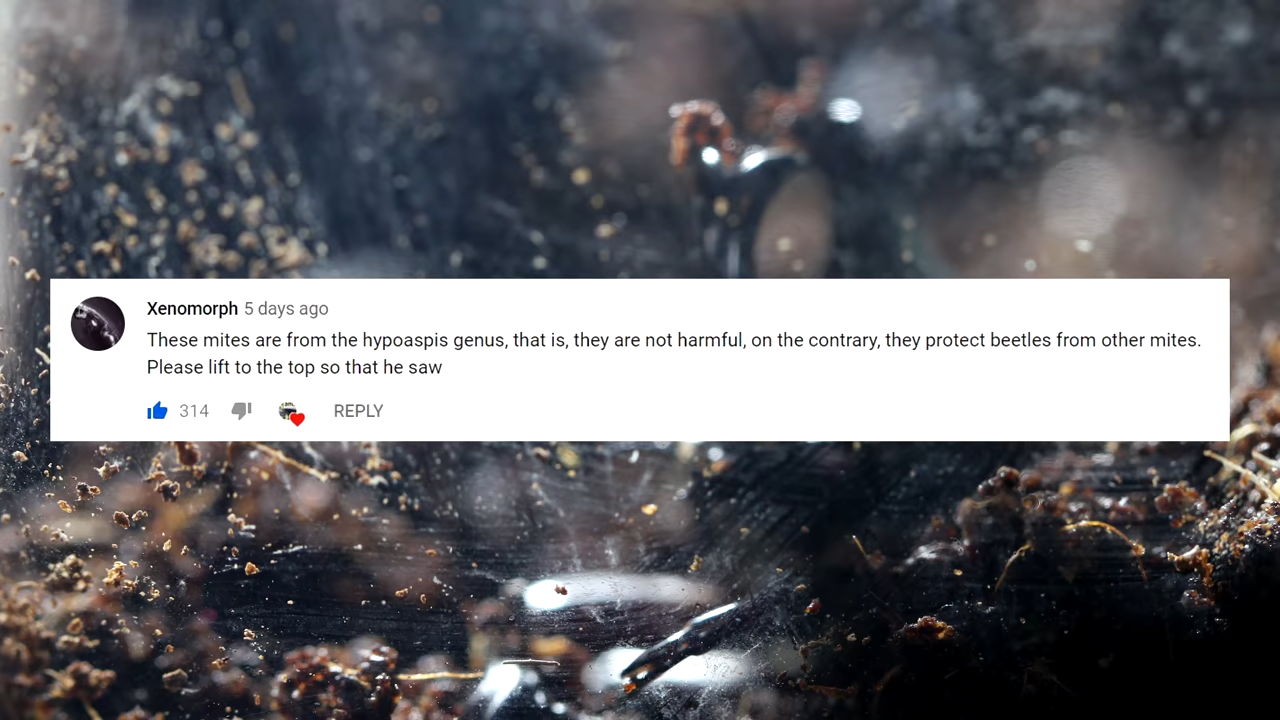 Xenomorph 5 days ago
These mites are from the hypoaspis genus, that is, they are not harmful, on the contrary, they protect beetles from other mites.
Please lift to the top so that he saw
314 REPLY